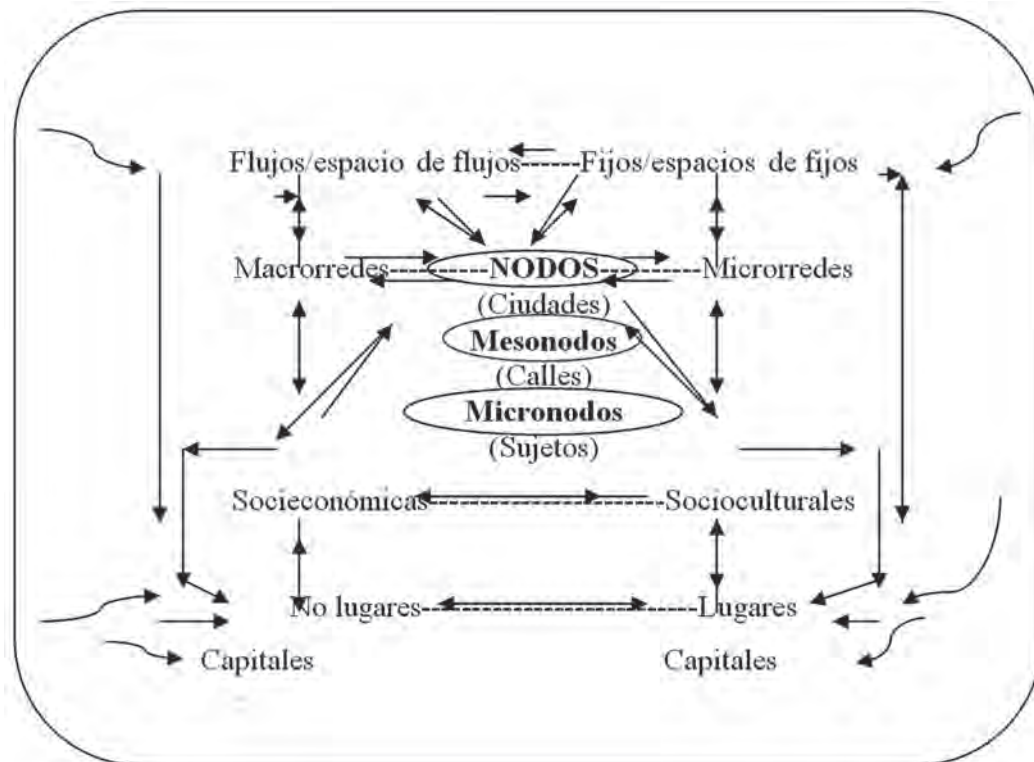 Flujos/espacio de flujos Fijos/espacios de fijos
Macrorredes NODOS Microrredes
(Ciudades)
Mesonodos
(Calles)
Micronodos
(Sujetos)
Socieconómicas Socioculturales
No lugares Lugares
Capitales Capitales